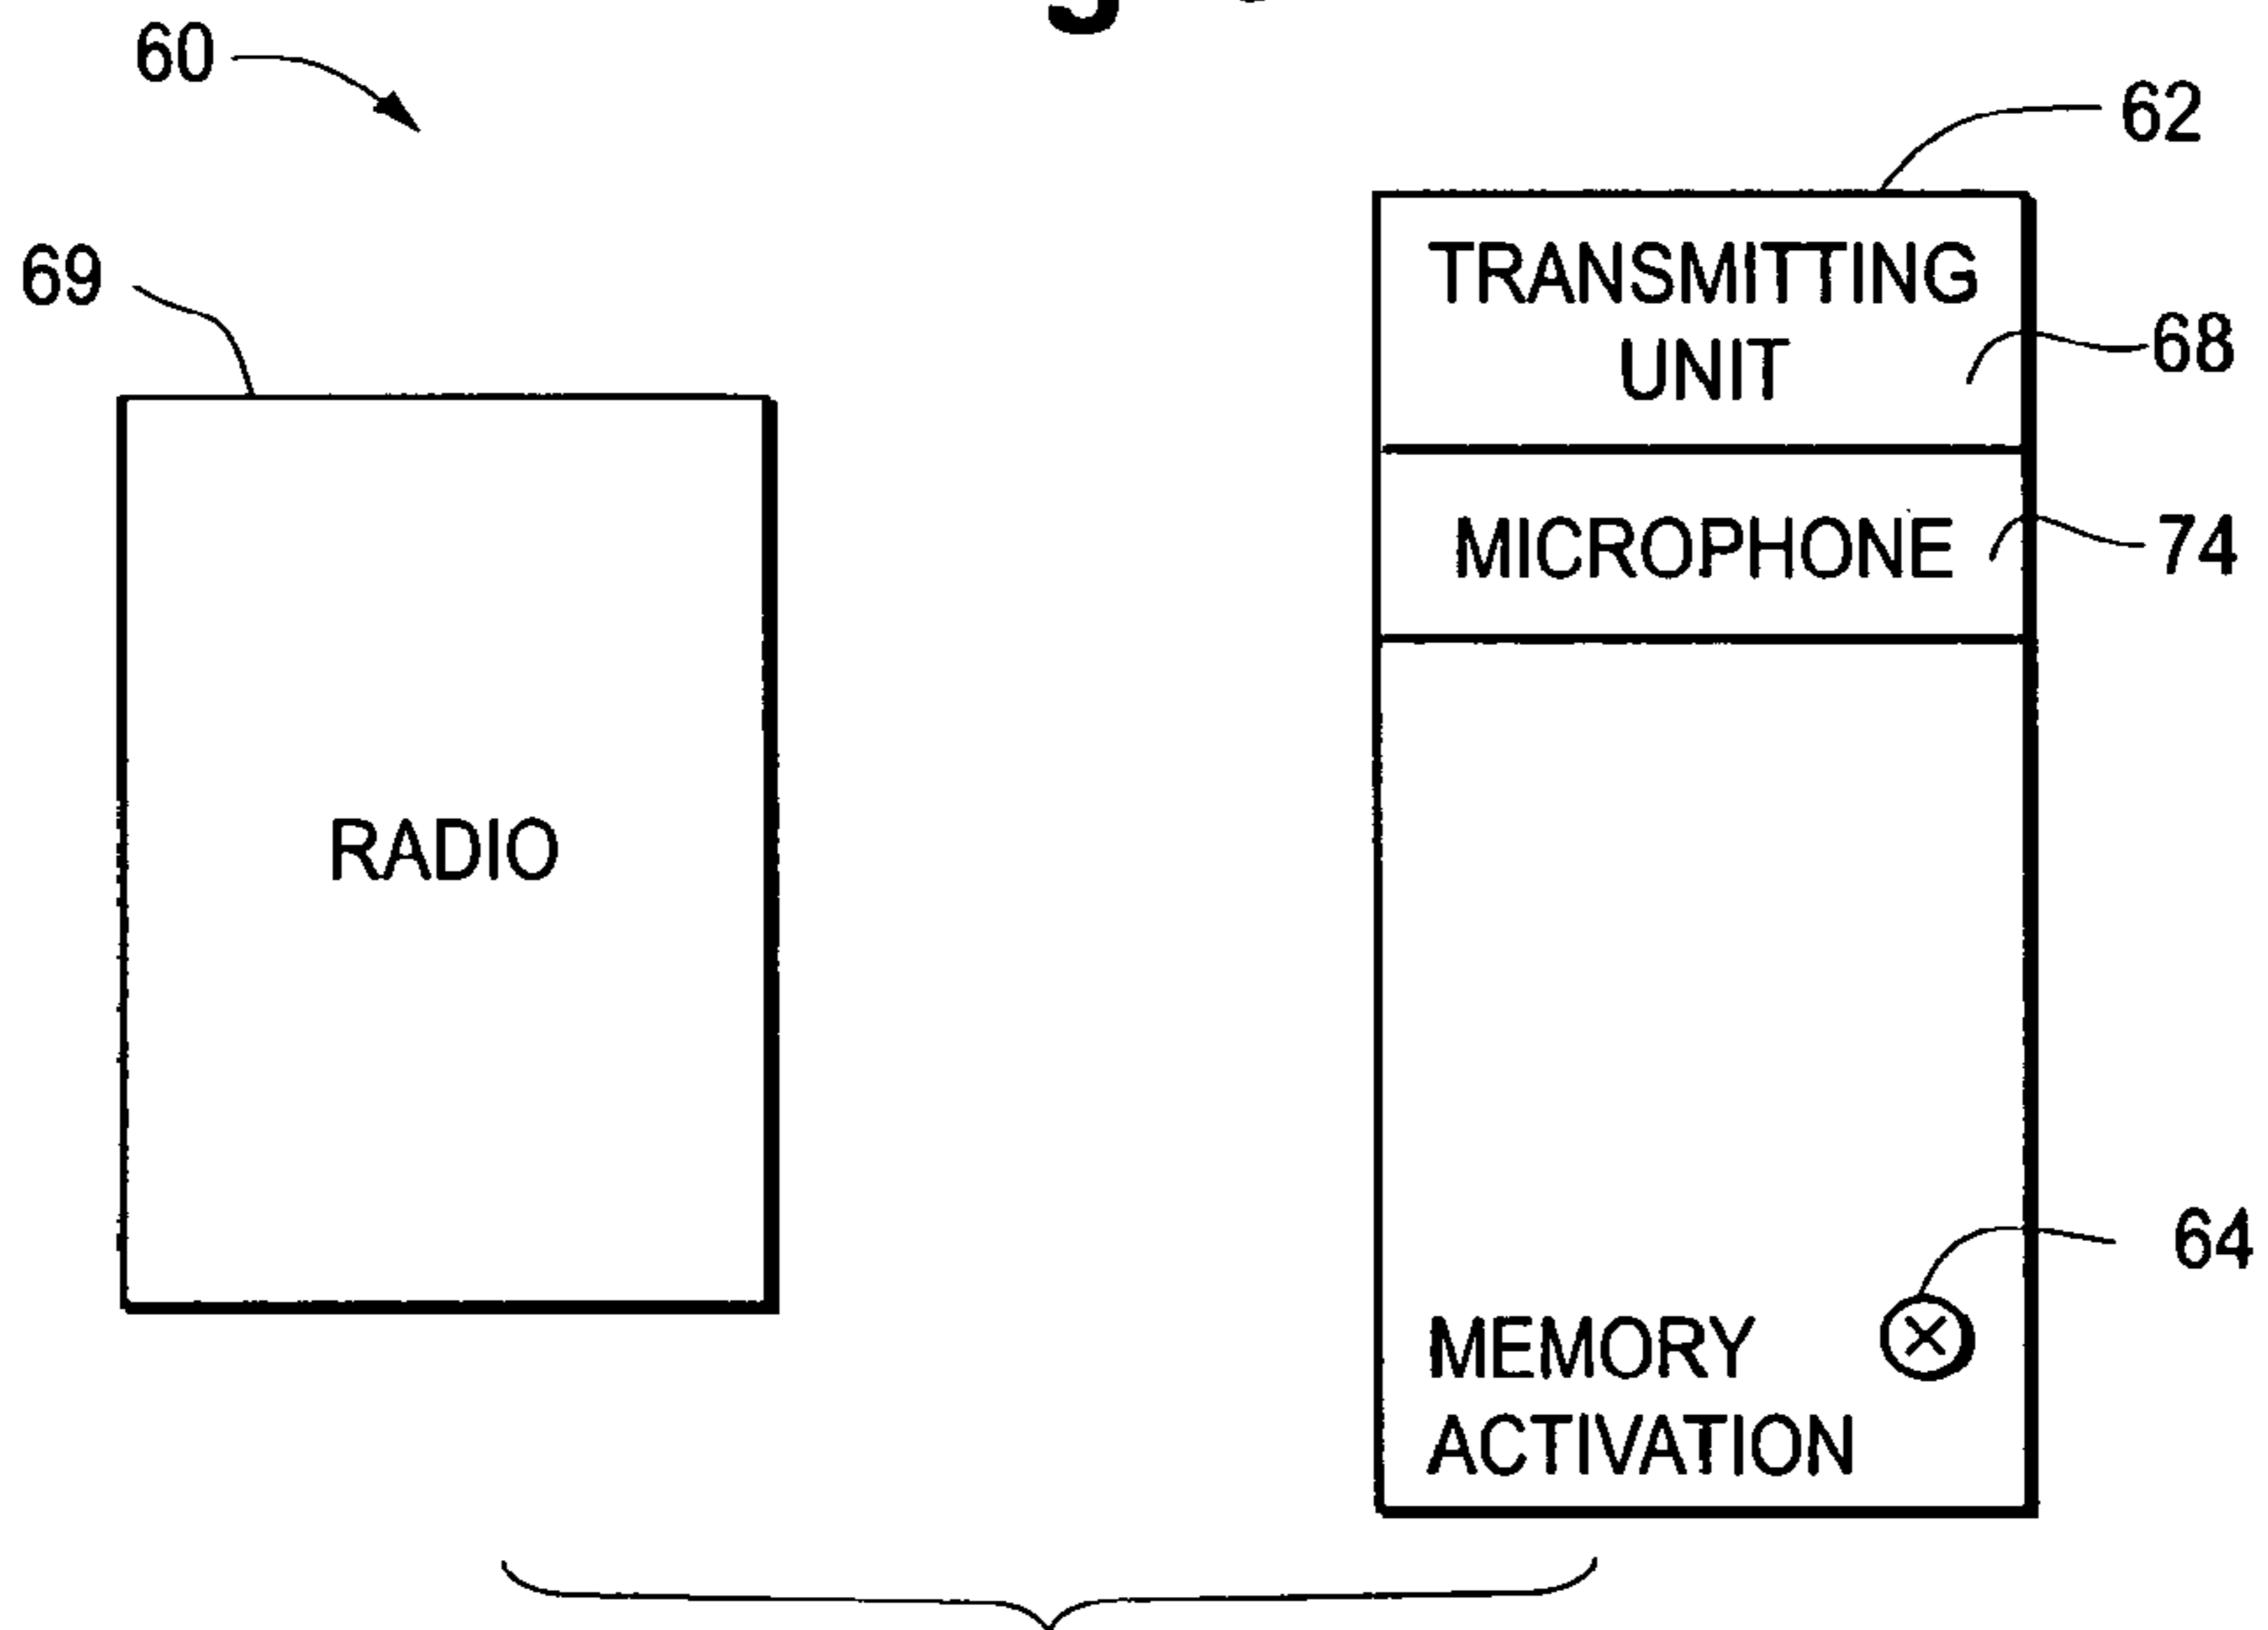 60
62
69
TRANSMITTING
UNIT
68
MICROPHONE
74
RADIO
64
MEMORY
ACTIVATION